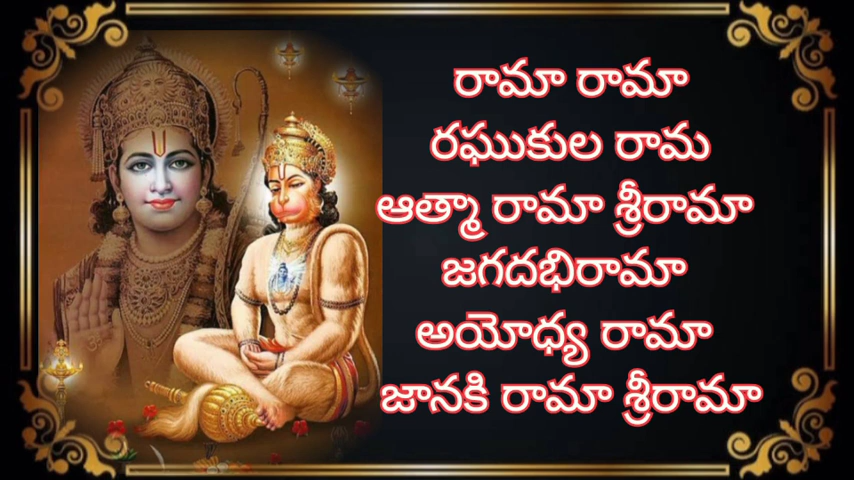 రామా రామా
రఘుకుల రామ
ఆత్మా రామా శ్రీరామా
జగదభిరామా
అయోధ్య రామా
జానకి రామా శ్రీరామా